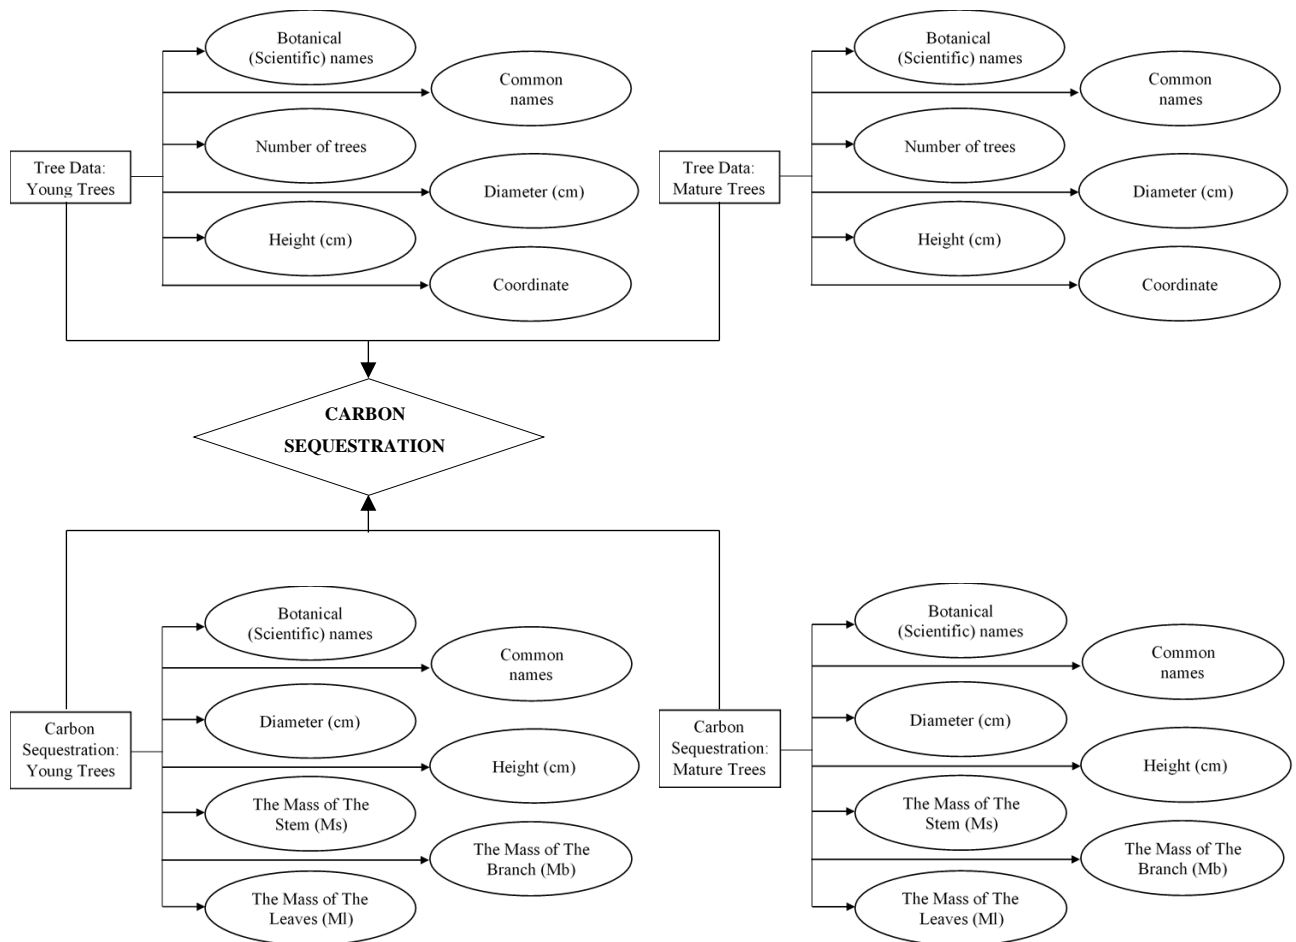 Botanical
(Scientific) names
Common
names
Number of trees
Tree Data:
Young Trees
Diameter (cm)
Height (cm)
Coordinate
Botanical
(Scientific) names
Common
names
Number of trees
Tree Data:
Mature Trees
Diameter (cm)
Height (cm)
Coordinate
CARBON
SEQUESTRATION
Botanical
(Scientific) names
Common
names
Diameter (cm)
Carbon
Sequestration:
Young Trees
Height (cm)
The Mass of The
Stem (Ms)
The Mass of The
Branch (Mb)
The Mass of The
Leaves (Ml)
Botanical
(Scientific) names
Common
names
Diameter (cm)
Carbon
Sequestration:
Mature Trees
Height (cm)
The Mass of The
Stem (Ms)
The Mass of The
Branch (Mb)
The Mass of The
Leaves (Ml)